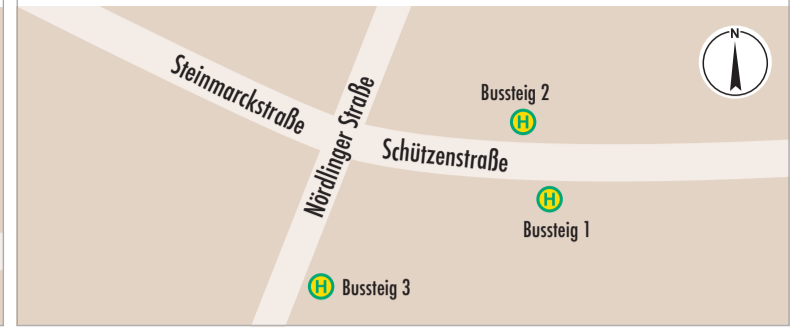 N
Steinmarckstraße
Nördlinger Straße
Bussteig 2
H
Schützenstraße
H
Bussteig 1
H Bussteig 3